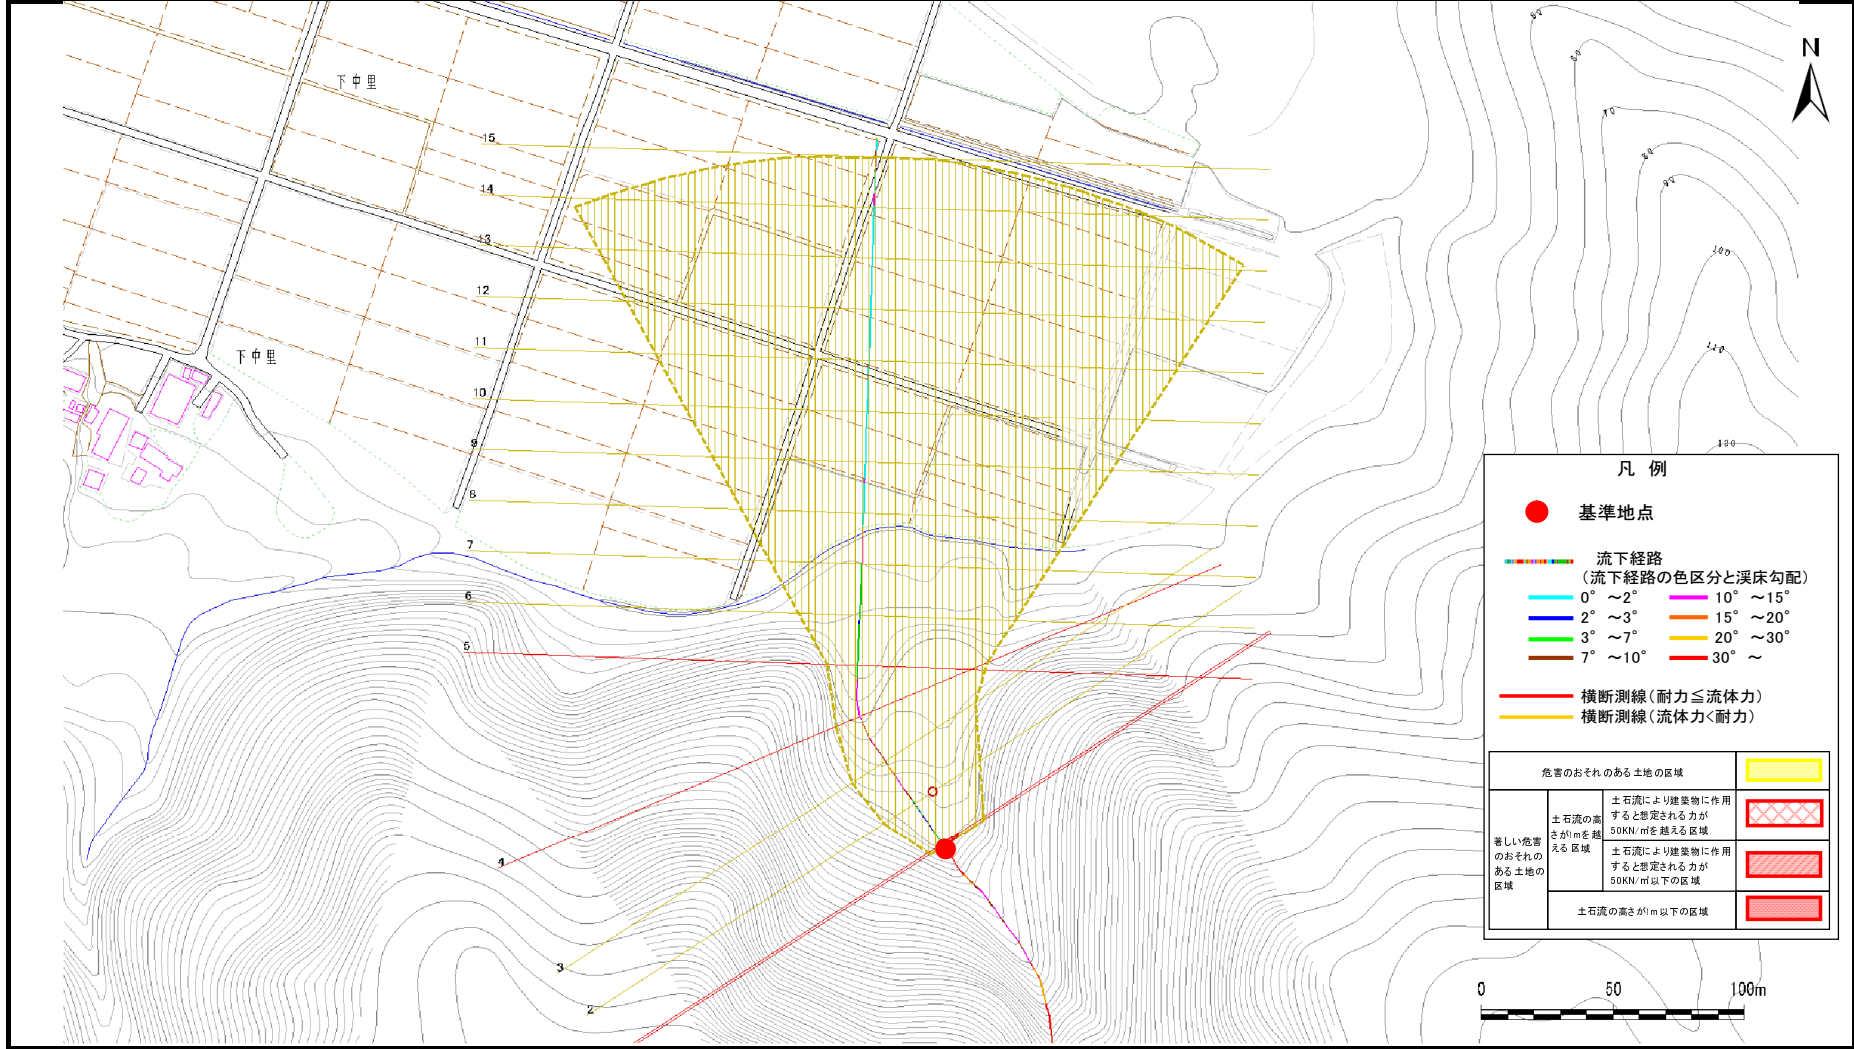 N
下中里
下中里
15
14
13
12
11
10
9
8
7
6
5
4
3
2
70
80
90
100
110
凡 例
基準地点
流下経路
(流下経路の色区分と渓床勾配)
0° ~2° 10° ~15°
2° ~3° 15° ~20°
3° ~7° 20° ~30°
7° ~10° 30° ~
横断測線(耐力≦流体力)
横断測線(流体力<耐力)
危害のおそれのある土地の区域
著しい危害
のおそれの
ある土地の
区域
土石流の高
さが1mを越
える区域
土石流により建築物に作用
すると想定される力が
50KN/㎡を越える区域
土石流により建築物に作用
すると想定される力が
50KN/㎡以下の区域
土石流の高さが1m以下の区域
0 50 100m